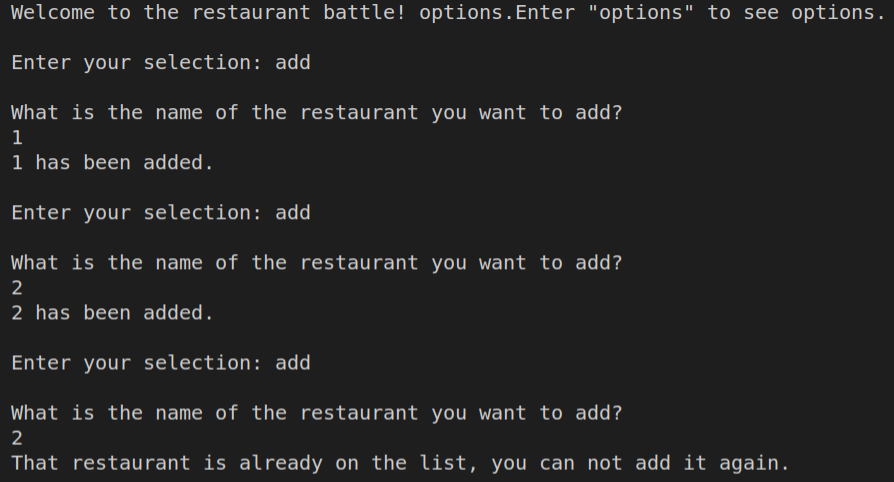 Welcome to the restaurant battle! options.Enter "options" to see options.
Enter your selection: add
What is the name of the restaurant you want to add?
1
1 has been added.
Enter your selection: add
What is the name of the restaurant you want to add?
2
2 has been added.
Enter your selection: add
What is the name of the restaurant you want to add?
2
That restaurant is already on the list, you can not add it again.